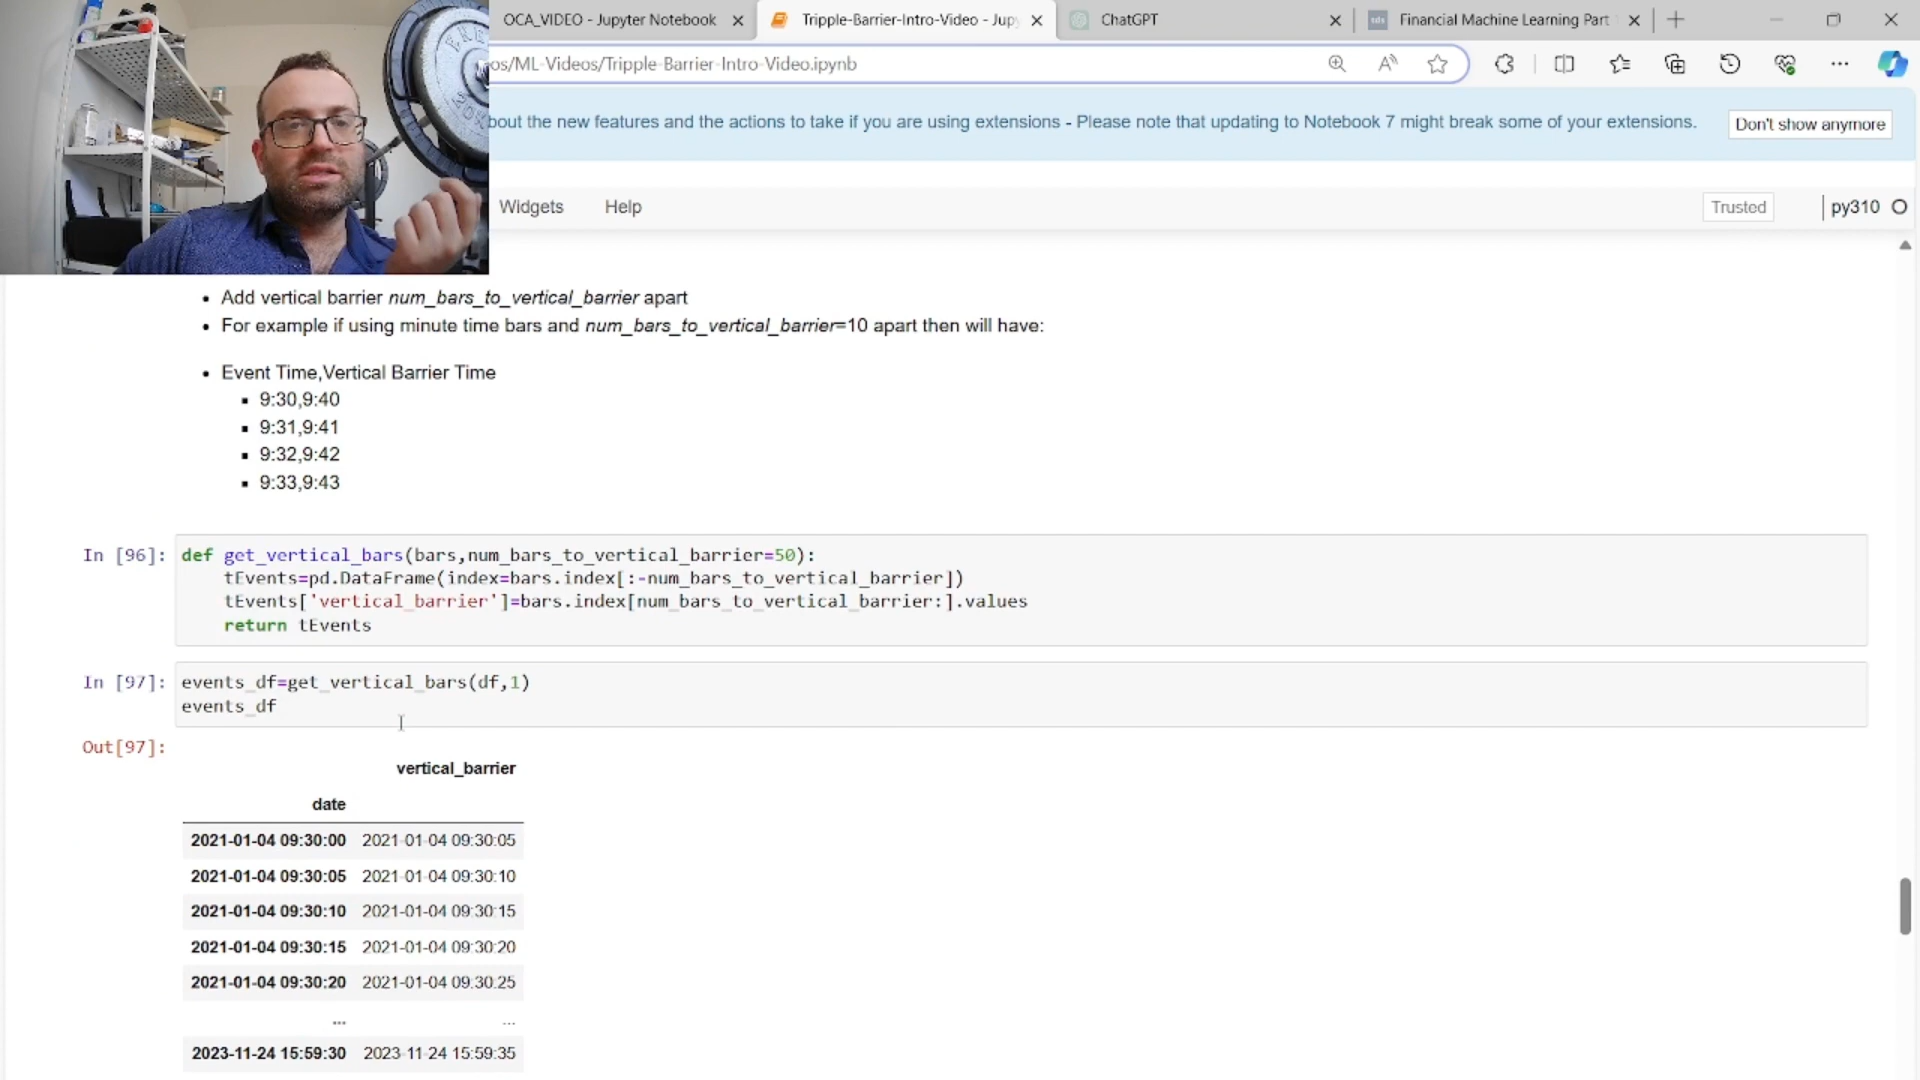 OCA_VIDEO - Jupyter Notebook
Tripple-Barrier-Intro-Video - Jup
ChatGPT
Financial Machine Learning Part
os/ML-Videos/Tripple-Barrier-Intro-Video.ipynb
bout the new features and the actions to take if you are using extensions - Please note that updating to Notebook 7 might break some of your extensions.
Don't show anymore
Widgets
Help
Trusted
py310
• Add vertical barrier num_bars_to_vertical_barrier apart
• For example if using minute time bars and num_bars_to_vertical_barrier=10 apart then will have:
• Event Time,Vertical Barrier Time
▪ 9:30,9:40
▪ 9:31,9:41
▪ 9:32,9:42
▪ 9:33,9:43
In [96]: def get_vertical_bars(bars,num_bars_to_vertical_barrier=50):
tEvents=pd.DataFrame(index=bars.index[:-num_bars_to_vertical_barrier])
tEvents['vertical_barrier']=bars.index[num_bars_to_vertical_barrier:].values
return tEvents
In [97]: events_df=get_vertical_bars(df,1)
events_df
Out[97]:
vertical_barrier
date
2021-01-04 09:30:00 2021-01-04 09:30:05
2021-01-04 09:30:05 2021-01-04 09:30:10
2021-01-04 09:30:10 2021-01-04 09:30:15
2021-01-04 09:30:15 2021-01-04 09:30:20
2021-01-04 09:30:20 2021-01-04 09:30:25
... ...
2023-11-24 15:59:30 2023-11-24 15:59:35